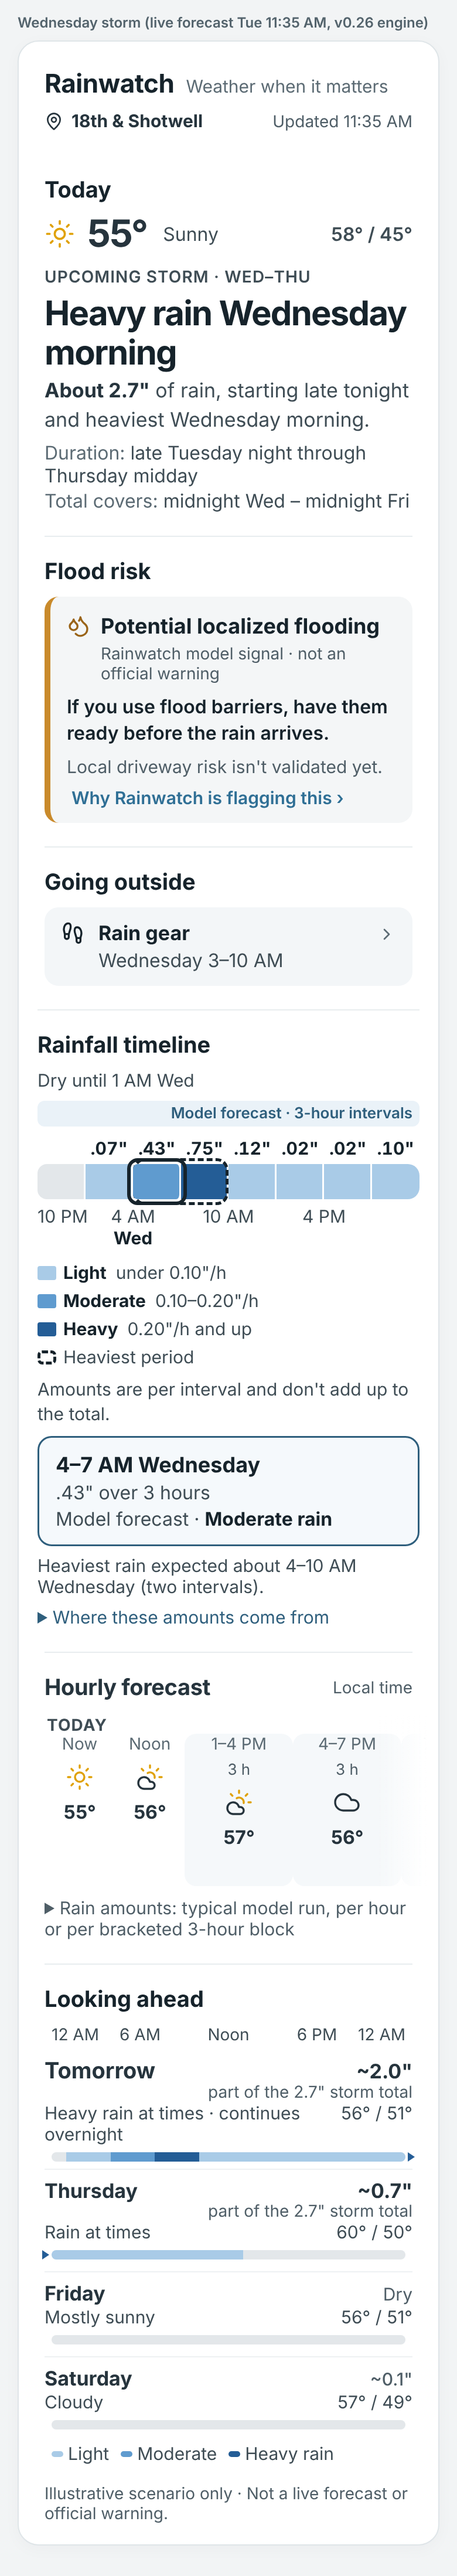 Wednesday storm (live forecast Tue 11:35 AM, v0.26 engine)
Rainwatch Weather when it matters
18th & Shotwell Updated 11:35 AM
Today
55° Sunny 58° / 45°
UPCOMING STORM · WED–THU
Heavy rain Wednesday
morning
About 2.7" of rain, starting late tonight
and heaviest Wednesday morning.
Duration: late Tuesday night through
Thursday midday
Total covers: midnight Wed – midnight Fri
Flood risk
Potential localized flooding
Rainwatch model signal · not an
official warning
If you use flood barriers, have them
ready before the rain arrives.
Local driveway risk isn't validated yet.
Why Rainwatch is flagging this ›
Going outside
Rain gear
Wednesday 3–10 AM
Rainfall timeline
Dry until 1 AM Wed
Model forecast · 3-hour intervals
.07" .43" .75" .12" .02" .02" .10"
10 PM 4 AM 10 AM 4 PM
Wed
Light under 0.10"/h
Moderate 0.10–0.20"/h
Heavy 0.20"/h and up
Heaviest period
Amounts are per interval and don't add up to
the total.
4–7 AM Wednesday
.43" over 3 hours
Model forecast · Moderate rain
Heaviest rain expected about 4–10 AM
Wednesday (two intervals).
Where these amounts come from
Hourly forecast Local time
TODAY
Now Noon 1–4 PM 4–7 PM
3 h 3 h
55° 56° 57° 56°
Rain amounts: typical model run, per hour
or per bracketed 3-hour block
Looking ahead
12 AM 6 AM Noon 6 PM 12 AM
Tomorrow ~2.0"
part of the 2.7" storm total
Heavy rain at times · continues 56° / 51°
overnight
Thursday ~0.7"
part of the 2.7" storm total
Rain at times 60° / 50°
Friday Dry
Mostly sunny 56° / 51°
Saturday ~0.1"
Cloudy 57° / 49°
Light Moderate Heavy rain
Illustrative scenario only · Not a live forecast or
official warning.